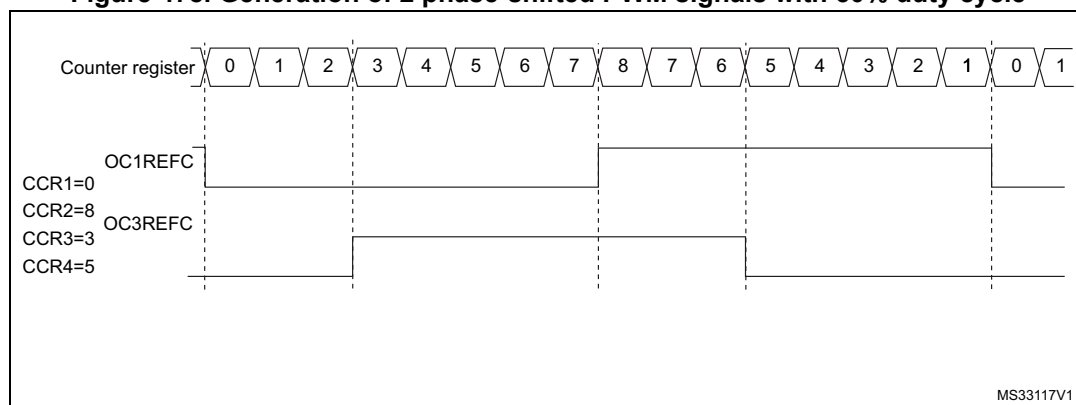 Figure 173. Generation of 2 phase-shifted PWM signals with 50% duty cycle
Counter register 0 1 2 3 4 5 6 7 8 7 6 5 4 3 2 1 0 1
OC1REFC
CCR1=0
CCR2=8
OC3REFC
CCR3=3
CCR4=5
MS33117V1